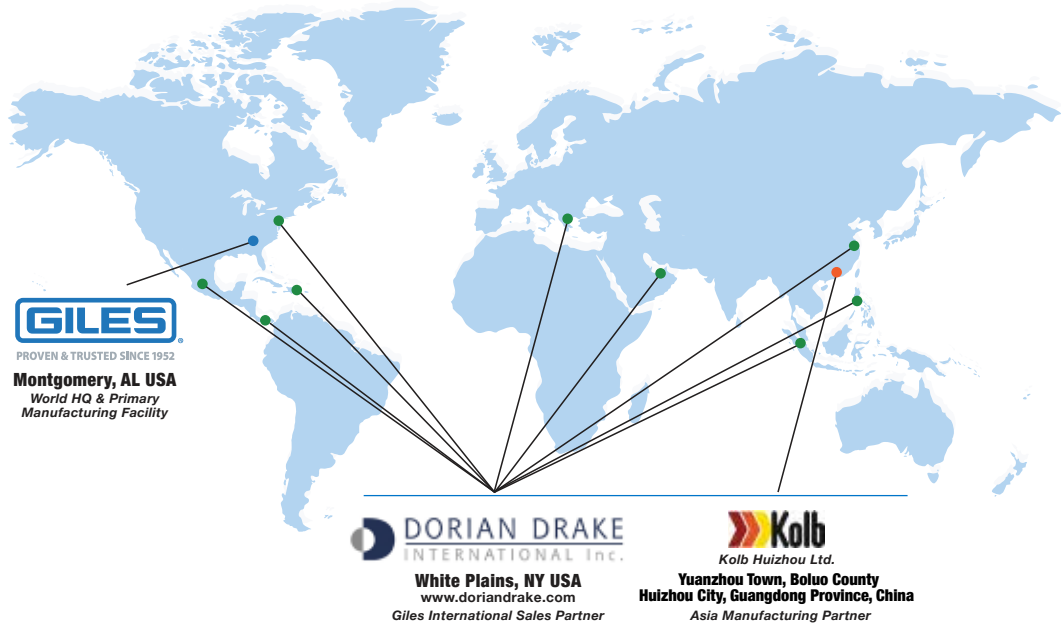 GILES®
PROVEN & TRUSTED SINCE 1952
Montgomery, AL USA
World HQ & Primary
Manufacturing Facility
DORIAN DRAKE
INTERNATIONAL Inc.
White Plains, NY USA
www.doriandrake.com
Giles International Sales Partner
Kolb
Kolb Huizhou Ltd.
Yuanzhou Town, Boluo County
Huizhou City, Guangdong Province, China
Asia Manufacturing Partner